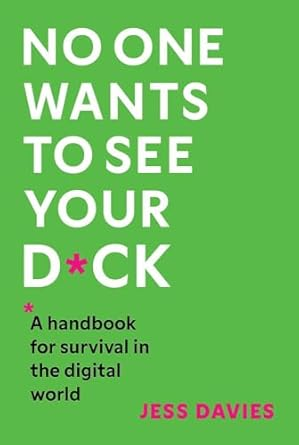 NO ONE
WANTS
TO SEE
YOUR
D*CK
*A handbook
for survival in
the digital
world
JESS DAVIES